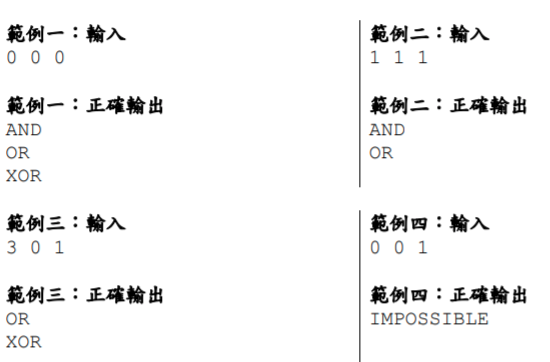 範例一：輸入
0 0 0
範例一：正確輸出
AND
OR
XOR
範例二：輸入
1 1 1
範例二：正確輸出
AND
OR
範例三：輸入
3 0 1
範例三：正確輸出
OR
XOR
範例四：輸入
0 0 1
範例四：正確輸出
IMPOSSIBLE